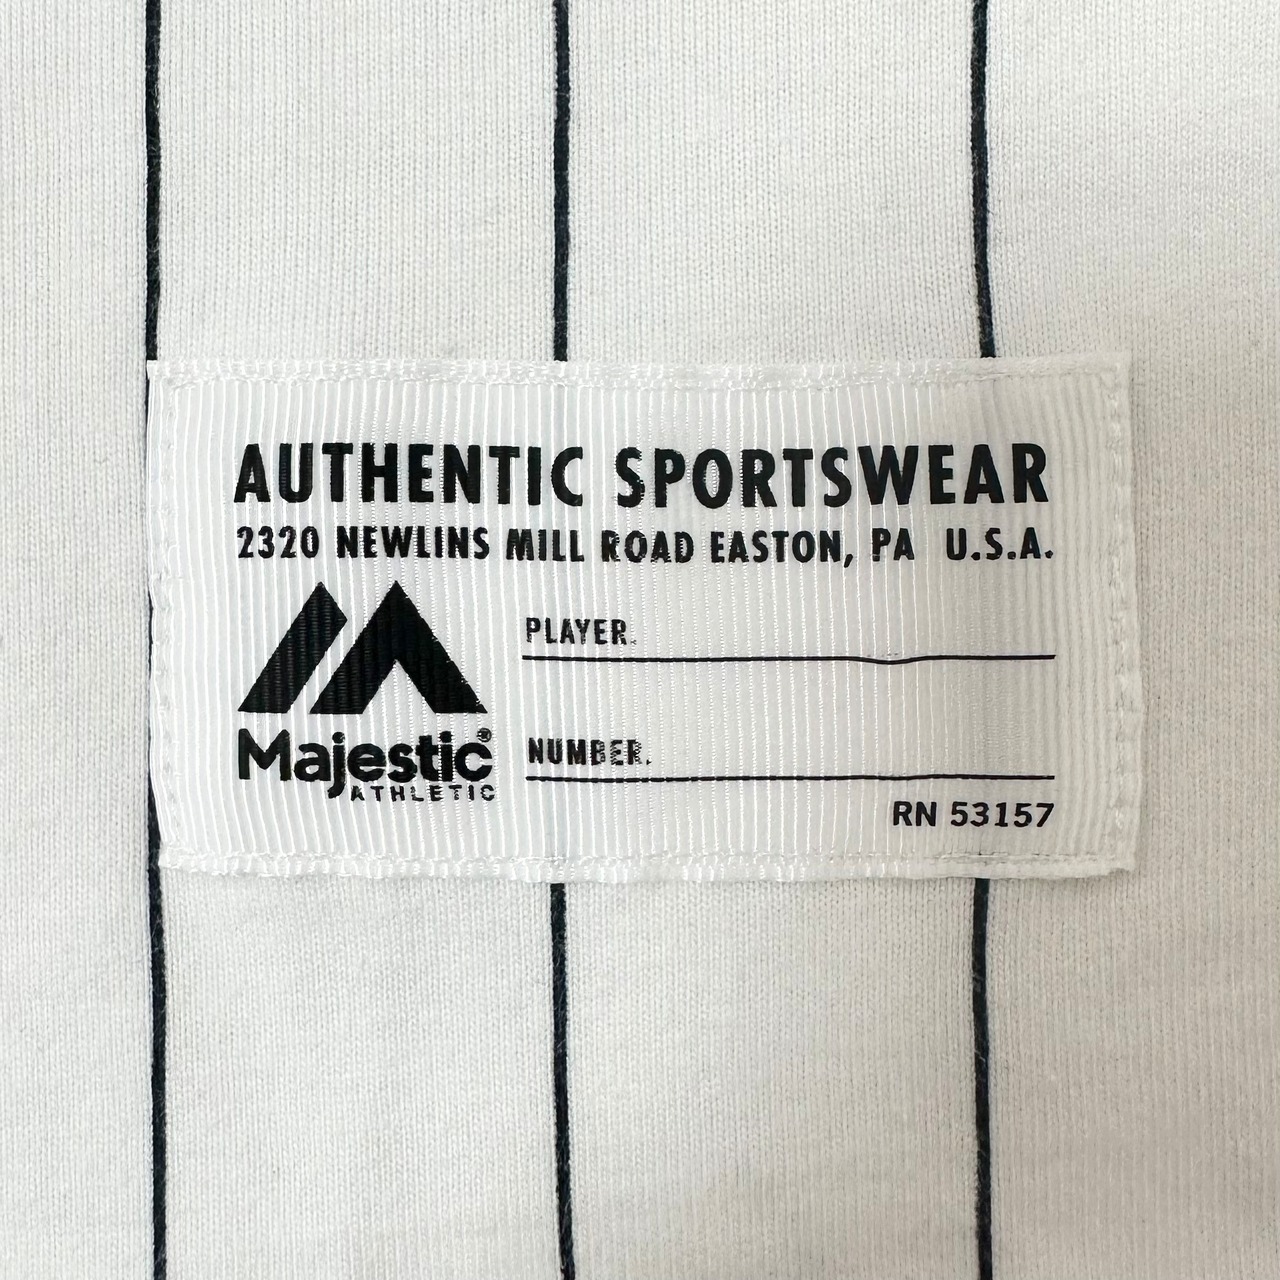 AUTHENTIC SPORTSWEAR
2320 NEWLINS MILL ROAD EASTON, PA U.S.A.
PLAYER.
NUMBER.
Majestic®
ATHLETIC
RN 53157